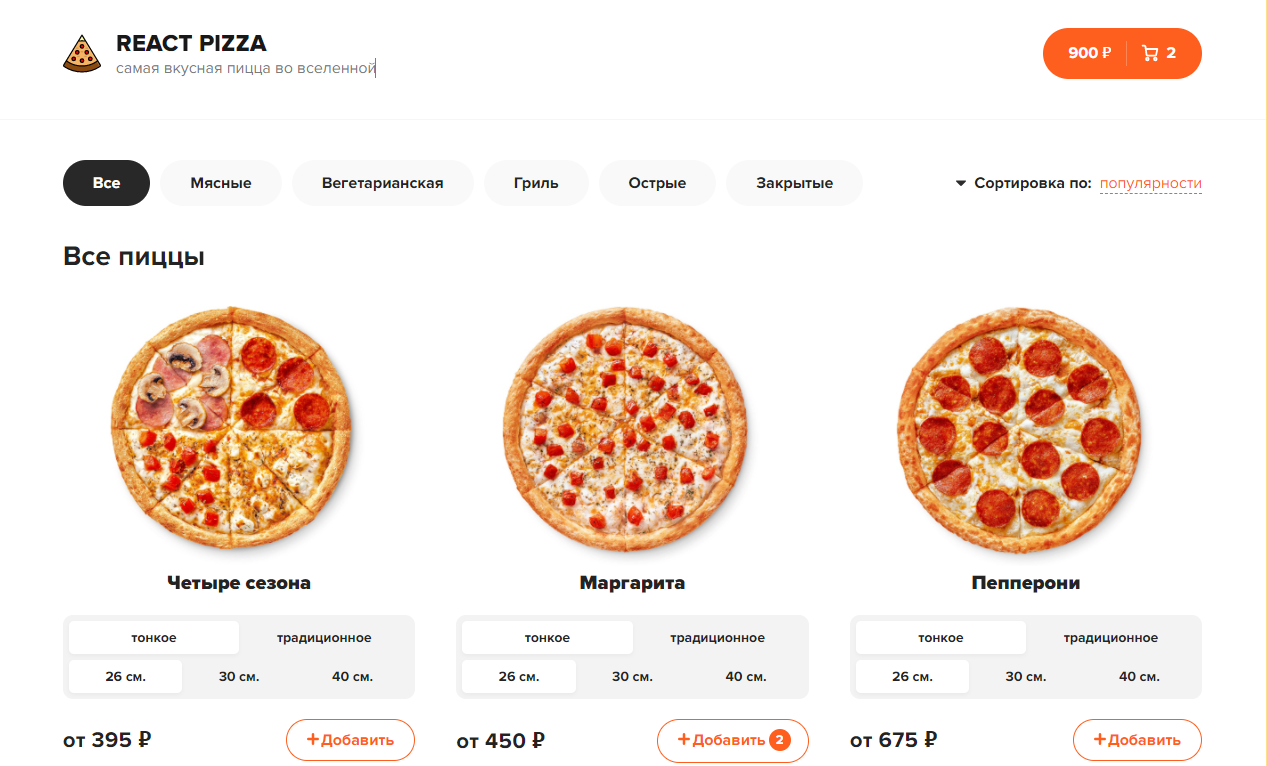 REACT PIZZA
самая вкусная пицца во вселенной
900 ₽ 2
Все Мясные Вегетарианская Гриль Острые Закрытые Сортировка по: популярности
Все пиццы
Четыре сезона Маргарита Пепперони
тонкое традиционное тонкое традиционное тонкое традиционное
26 см. 30 см. 40 см. 26 см. 30 см. 40 см. 26 см. 30 см. 40 см.
от 395 ₽ +Добавить от 450 ₽ +Добавить 2 от 675 ₽ +Добавить